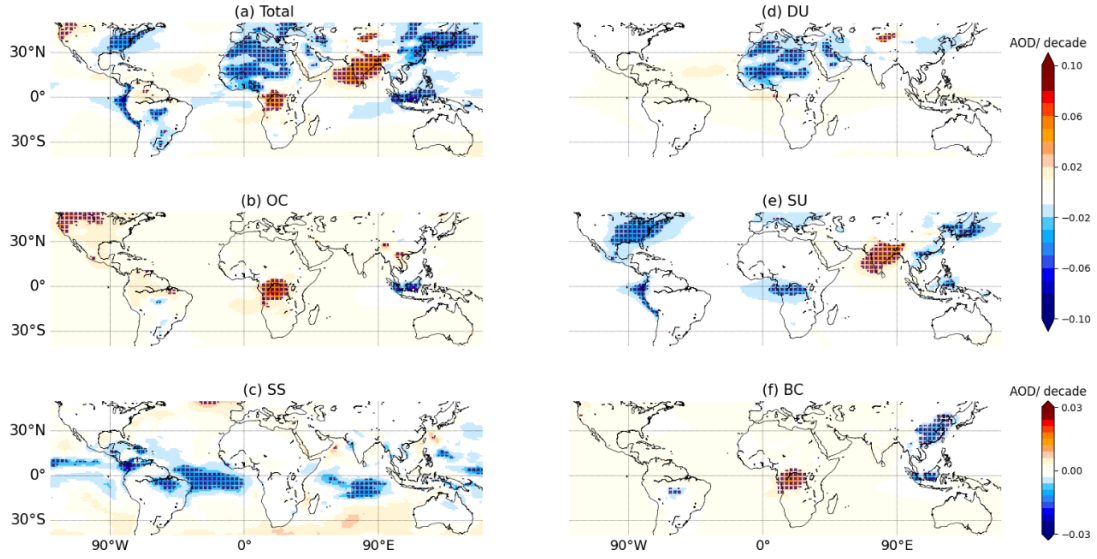 (a) Total
30°N
0°
30°S
(d) DU
AOD/ decade
0.10
0.06
0.02
−0.02
−0.06
−0.10
(b) OC
30°N
0°
30°S
(e) SU
(c) SS
30°N
0°
30°S
90°W
0°
90°E
(f) BC
90°W
0°
90°E
AOD/ decade
0.03
0.00
−0.03